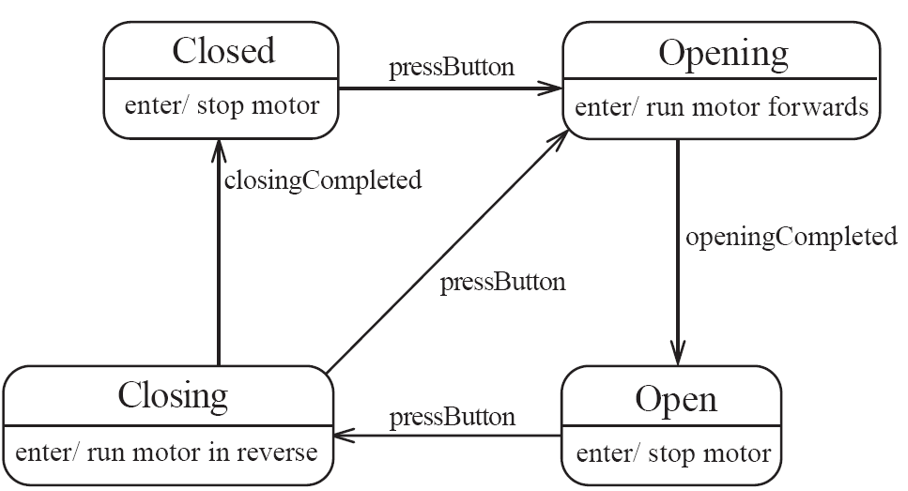 Closed
enter/ stop motor
pressButton
Opening
enter/ run motor forwards
closingCompleted
openingCompleted
pressButton
Closing
enter/ run motor in reverse
pressButton
Open
enter/ stop motor